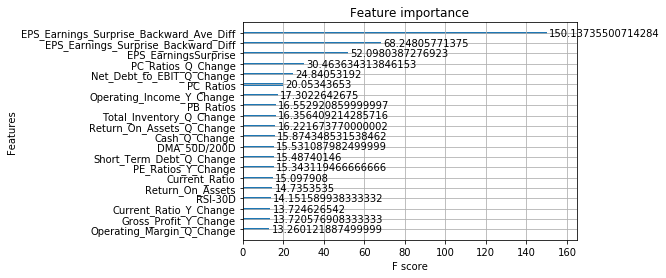 Feature importance
EPS_Earnings_Surprise_Backward_Ave_Diff 150.13735500714284
EPS_Earnings_Surprise_Backward_Diff 68.24805771375
EPS_EarningsSurprise 52.0980387276923
PC_Ratios_Q_Change 30.463634313846153
Net_Debt_to_EBIT_Q_Change 24.84053192
PC_Ratios 20.05343653
Operating_Income_Y_Change 17.3022642675
PB_Ratios 16.552920859999997
Total_Inventory_Q_Change 16.356409214285716
Return_On_Assets_Q_Change 16.221673770000002
Cash_Q_Change 15.874348531538462
DMA_50D/200D 15.531087982499999
Short_Term_Debt_Q_Change 15.48740146
PE_Ratios_Y_Change 15.343119466666666
Current_Ratio 15.097908
Return_On_Assets 14.7353535
RSI-30D 14.151589938333332
Current_Ratio_Y_Change 13.724626542
Gross_Profit_Y_Change 13.720576908333333
Operating_Margin_Q_Change 13.260121887499999
Features
0 20 40 60 80 100 120 140 160
F score